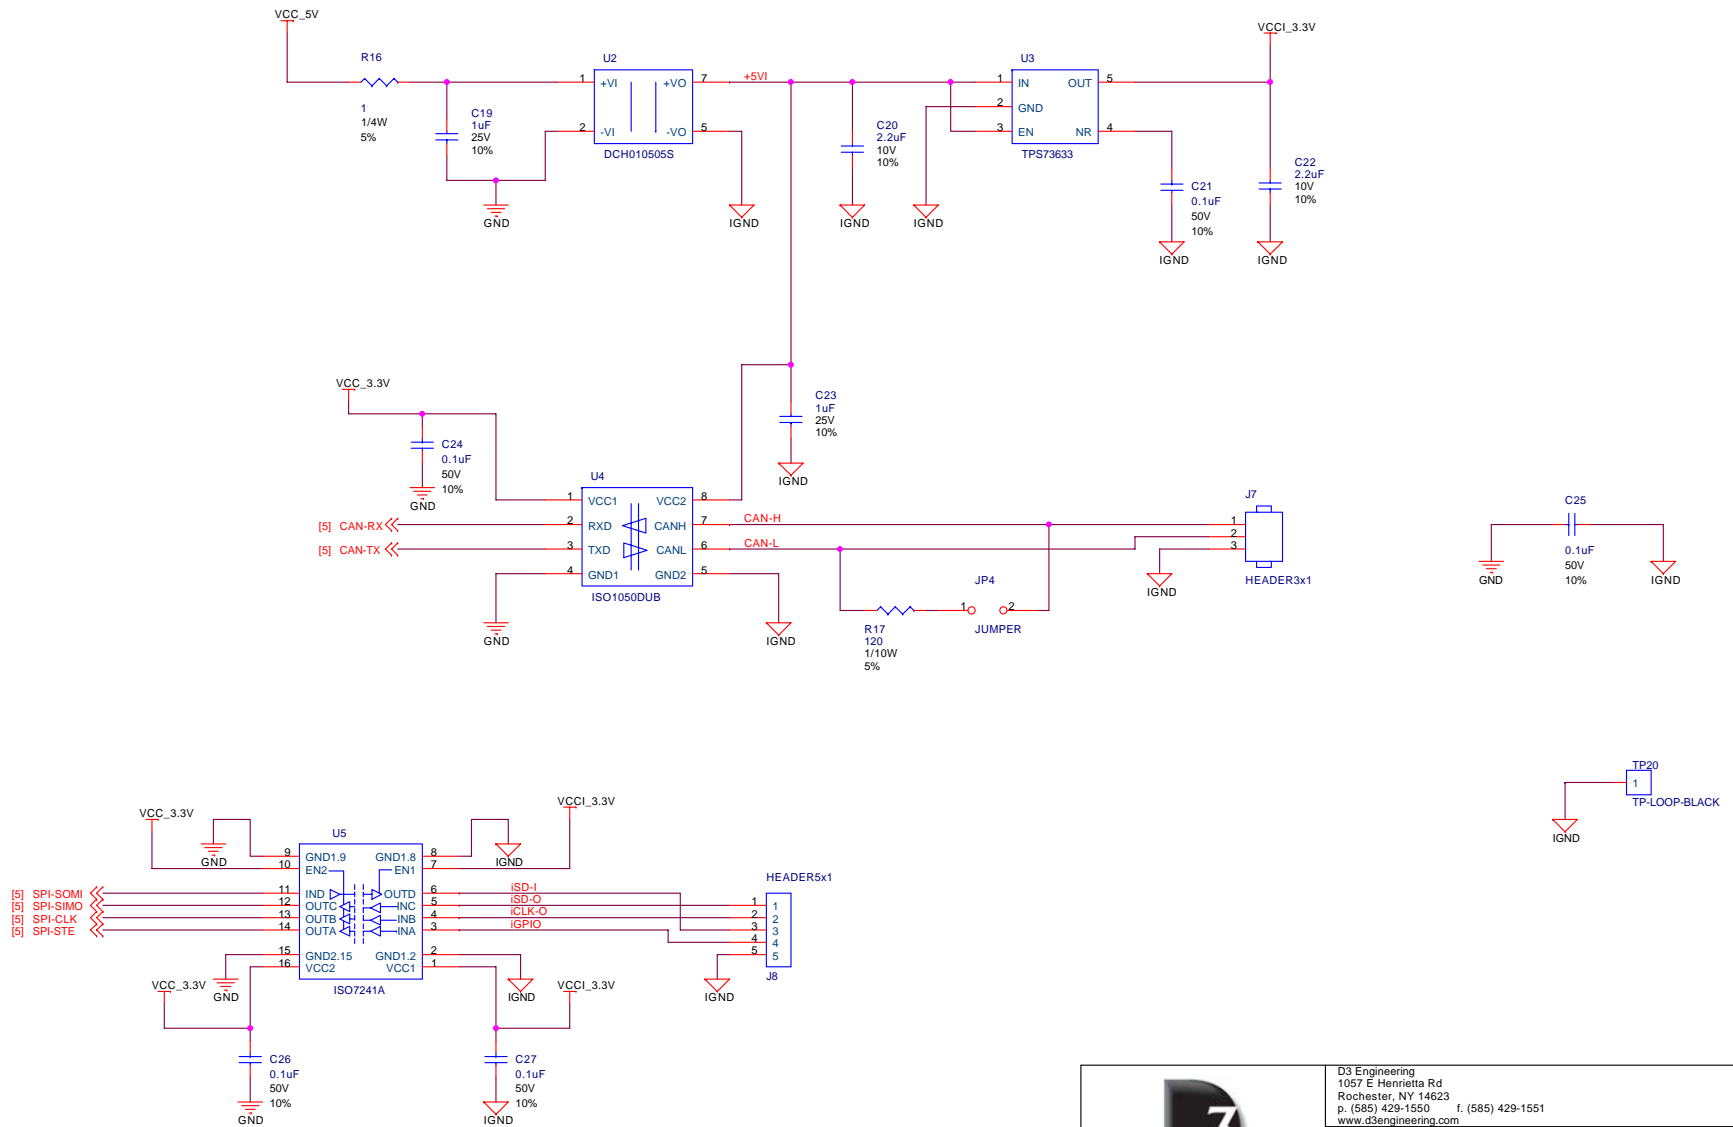 VCC_5V
R16
1
1/4W
5%
C19
1uF
25V
10%
GND
U2
1 +VI +VO 7
2 -VI -VO 5
DCH010505S
+5VI
IGND
C20
2.2uF
10V
10%
IGND
IGND
U3
1 IN OUT 5
2 GND
3 EN NR 4
TPS73633
VCCI_3.3V
C21
0.1uF
50V
10%
IGND
C22
2.2uF
10V
10%
IGND
VCC_3.3V
C24
0.1uF
50V
10%
GND
C23
1uF
25V
10%
IGND
U4
1 VCC1 VCC2 8
[5] CAN-RX 2 RXD CANH 7 CAN-H
[5] CAN-TX 3 TXD CANL 6 CAN-L
4 GND1 GND2 5
ISO1050DUB
GND
IGND
R17
120
1/10W
5%
JP4
1 2
JUMPER
J7
1
2
3
HEADER3x1
IGND
C25
0.1uF
50V
10%
GND
IGND
TP20
1
TP-LOOP-BLACK
IGND
VCC_3.3V
GND
VCCI_3.3V
IGND
U5
9 GND1.9 GND1.8 8
10 EN2 EN1 7
[5] SPI-SOMI 11 IND OUTD 6 iSD-I
[5] SPI-SIMO 12 OUTC INC 5 iSD-O
[5] SPI-CLK 13 OUTB INB 4 iCLK-O
[5] SPI-STE 14 OUTA INA 3 iGPIO
15 GND2.15 GND1.2 2
16 VCC2 VCC1 1
ISO7241A
HEADER5x1
1 1
2 2
3 3
4 4
5 5
J8
IGND
VCC_3.3V
GND
IGND
VCCI_3.3V
C26
0.1uF
50V
10%
GND
C27
0.1uF
50V
10%
IGND
D3 Engineering
1057 E Henrietta Rd
Rochester, NY 14623
p. (585) 429-1550 f. (585) 429-1551
www.d3engineering.com